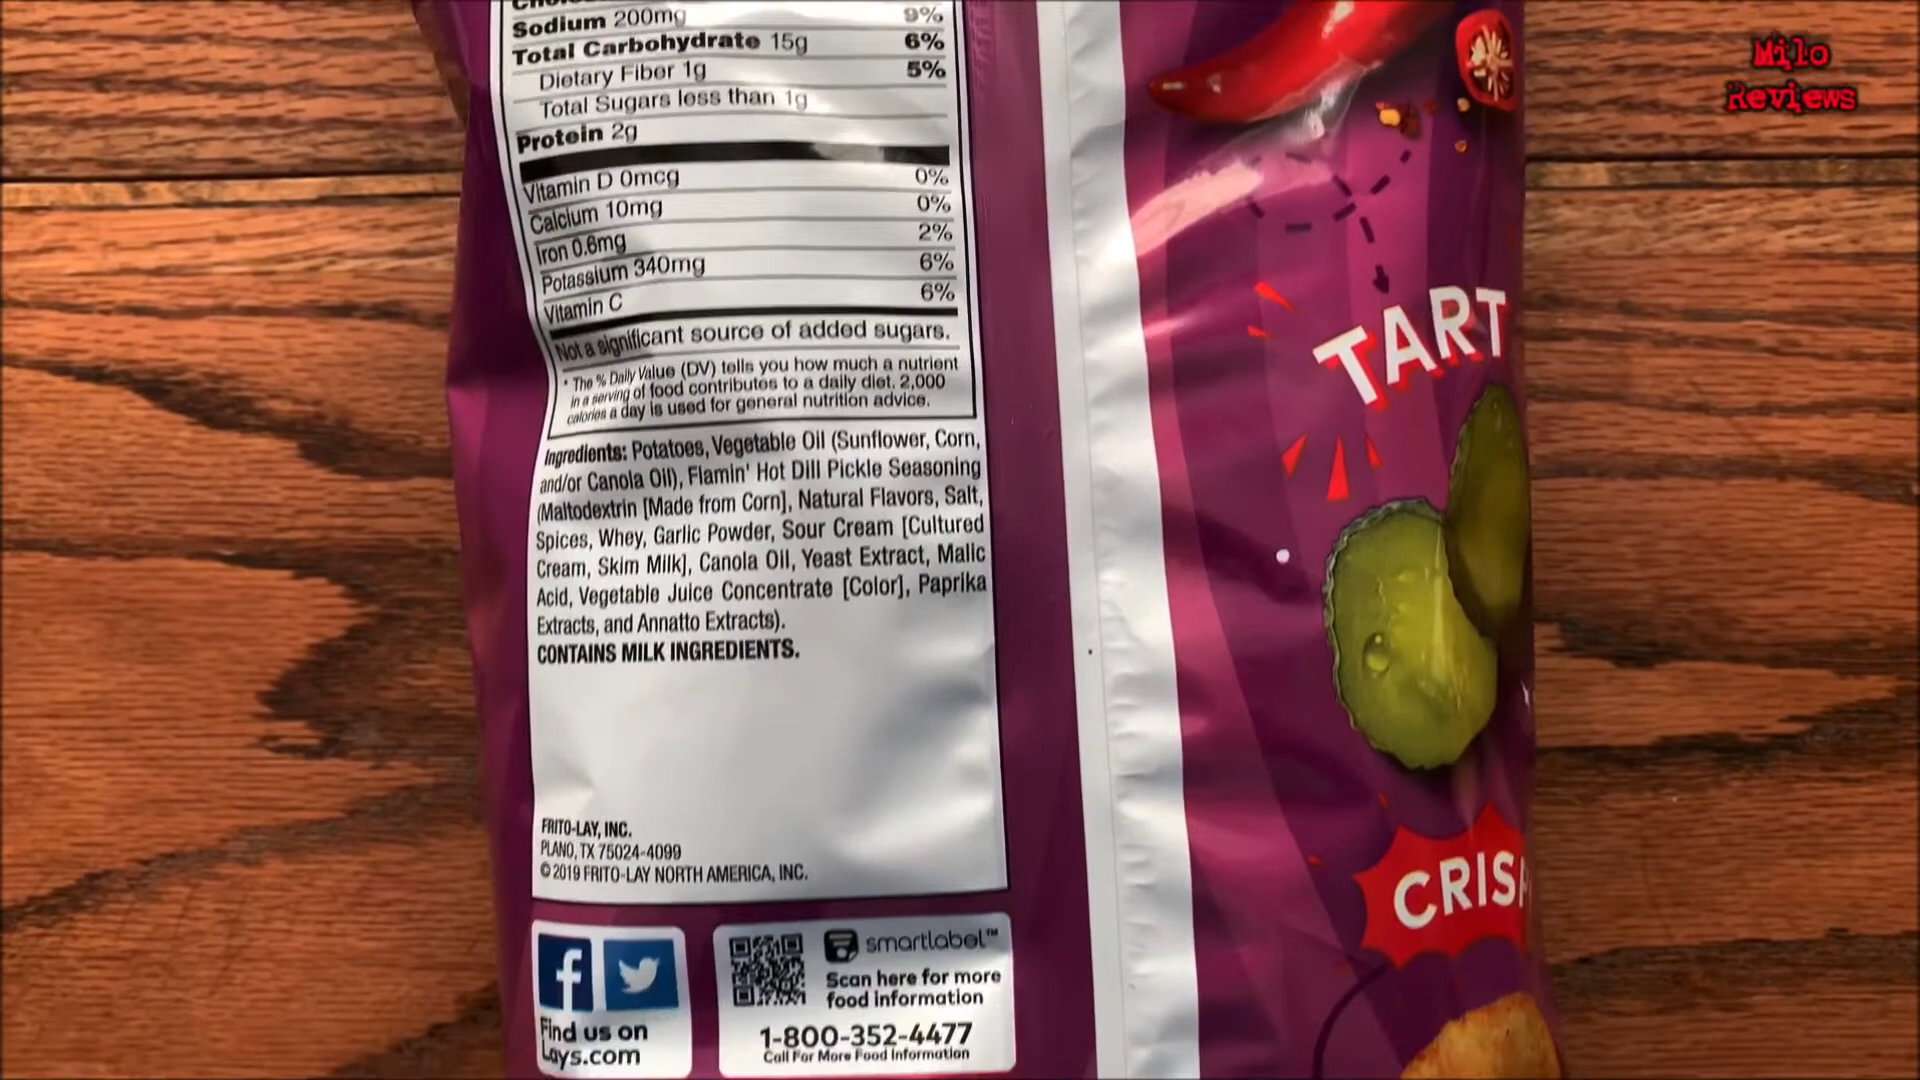 Sodium 200mg 9%
Total Carbohydrate 15g 6%
Dietary Fiber 1g 5%
Total Sugars less than 1g
Protein 2g
Vitamin D 0mcg 0%
Calcium 10mg 0%
Iron 0.6mg 2%
Potassium 340mg 6%
Vitamin C 6%
Not a significant source of added sugars.
* The % Daily Value (DV) tells you how much a nutrient
in a serving of food contributes to a daily diet. 2,000
calories a day is used for general nutrition advice.
Ingredients: Potatoes, Vegetable Oil (Sunflower, Corn,
and/or Canola Oil), Flamin' Hot Dill Pickle Seasoning
(Maltodextrin [Made from Corn], Natural Flavors, Salt,
Spices, Whey, Garlic Powder, Sour Cream [Cultured
Cream, Skim Milk], Canola Oil, Yeast Extract, Malic
Acid, Vegetable Juice Concentrate [Color], Paprika
Extracts, and Annatto Extracts).
CONTAINS MILK INGREDIENTS.
FRITO-LAY, INC.
PLANO, TX 75024-4099
© 2019 FRITO-LAY NORTH AMERICA, INC.
Find us on
Lays.com
smartlabel™
Scan here for more
food information
1-800-352-4477
Call For More Food Information
TART
CRISP
Milo
Reviews